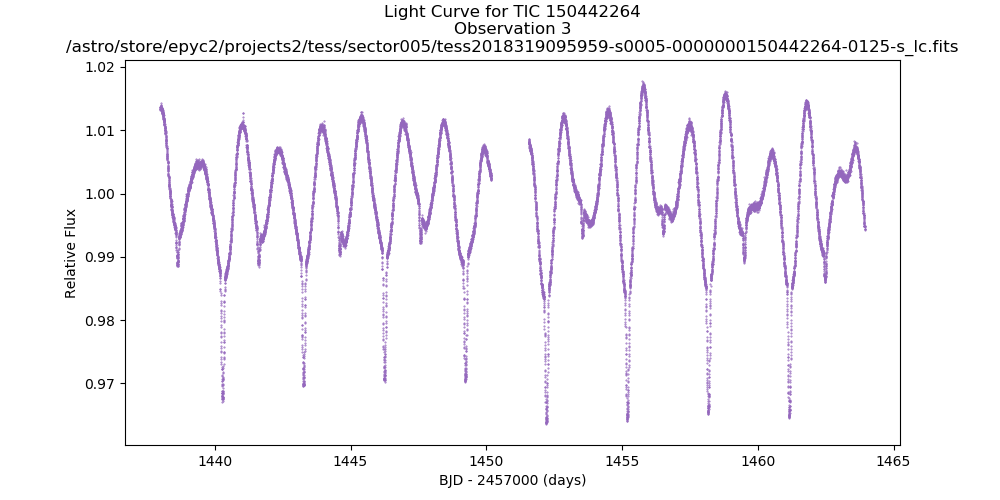 Light Curve for TIC 150442264
Observation 3
/astro/store/epyc2/projects2/tess/sector005/tess2018319095959-s0005-0000000150442264-0125-s_lc.fits
1.02
1.01
1.00
0.99
0.98
0.97
Relative Flux
1440
1445
1450
1455
1460
1465
BJD - 2457000 (days)